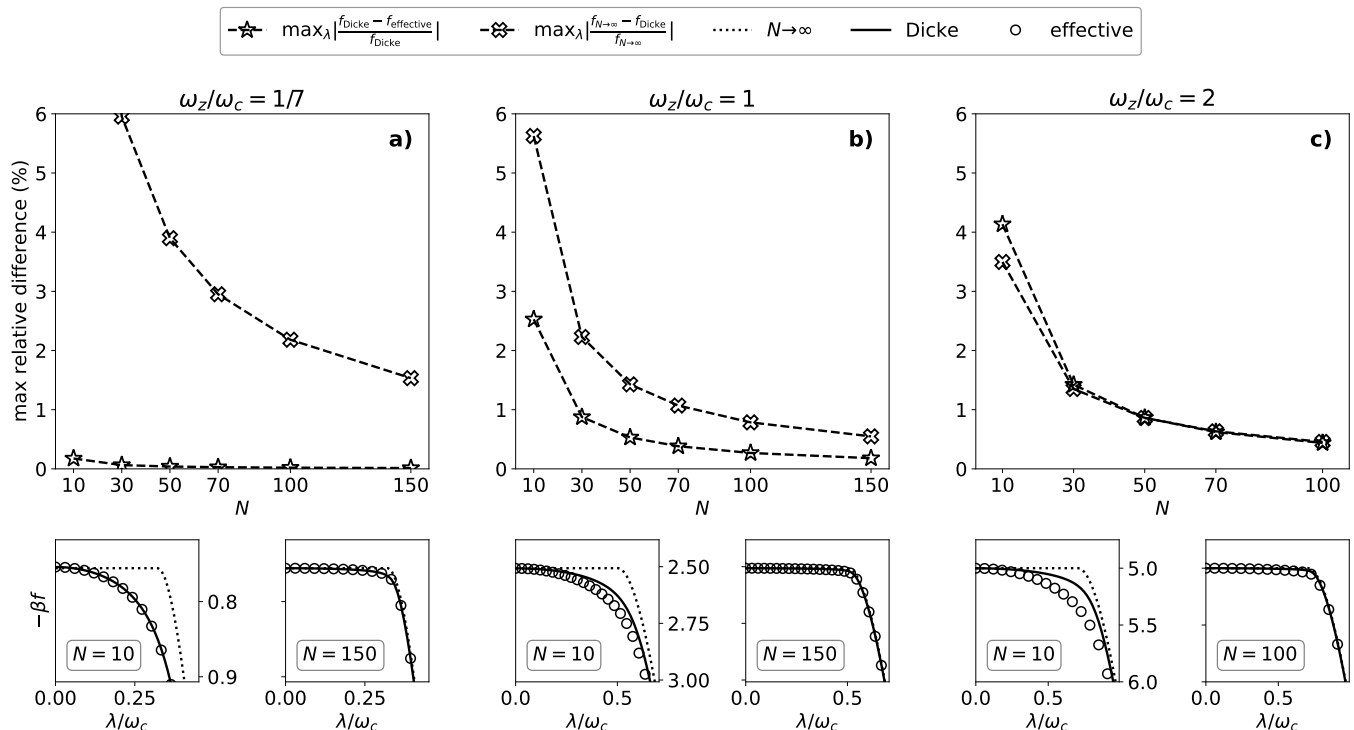 max_λ|(f_Dicke − f_effective)/f_Dicke| max_λ|(f_N→∞ − f_Dicke)/f_N→∞| N→∞ Dicke effective
ω_z/ω_c = 1/7
ω_z/ω_c = 1
ω_z/ω_c = 2
max relative difference (%)
6
5
4
3
2
1
0
a)
10 30 50 70 100 150
N
6
5
4
3
2
1
0
b)
10 30 50 70 100 150
N
6
5
4
3
2
1
0
c)
10 30 50 70 100
N
−βf
0.8
0.9
N = 10
0.00 0.25
λ/ω_c
N = 150
0.00 0.25
λ/ω_c
2.50
2.75
3.00
N = 10
0.0 0.5
λ/ω_c
N = 150
0.0 0.5
λ/ω_c
5.0
5.5
6.0
N = 10
0.0 0.5
λ/ω_c
N = 100
0.0 0.5
λ/ω_c